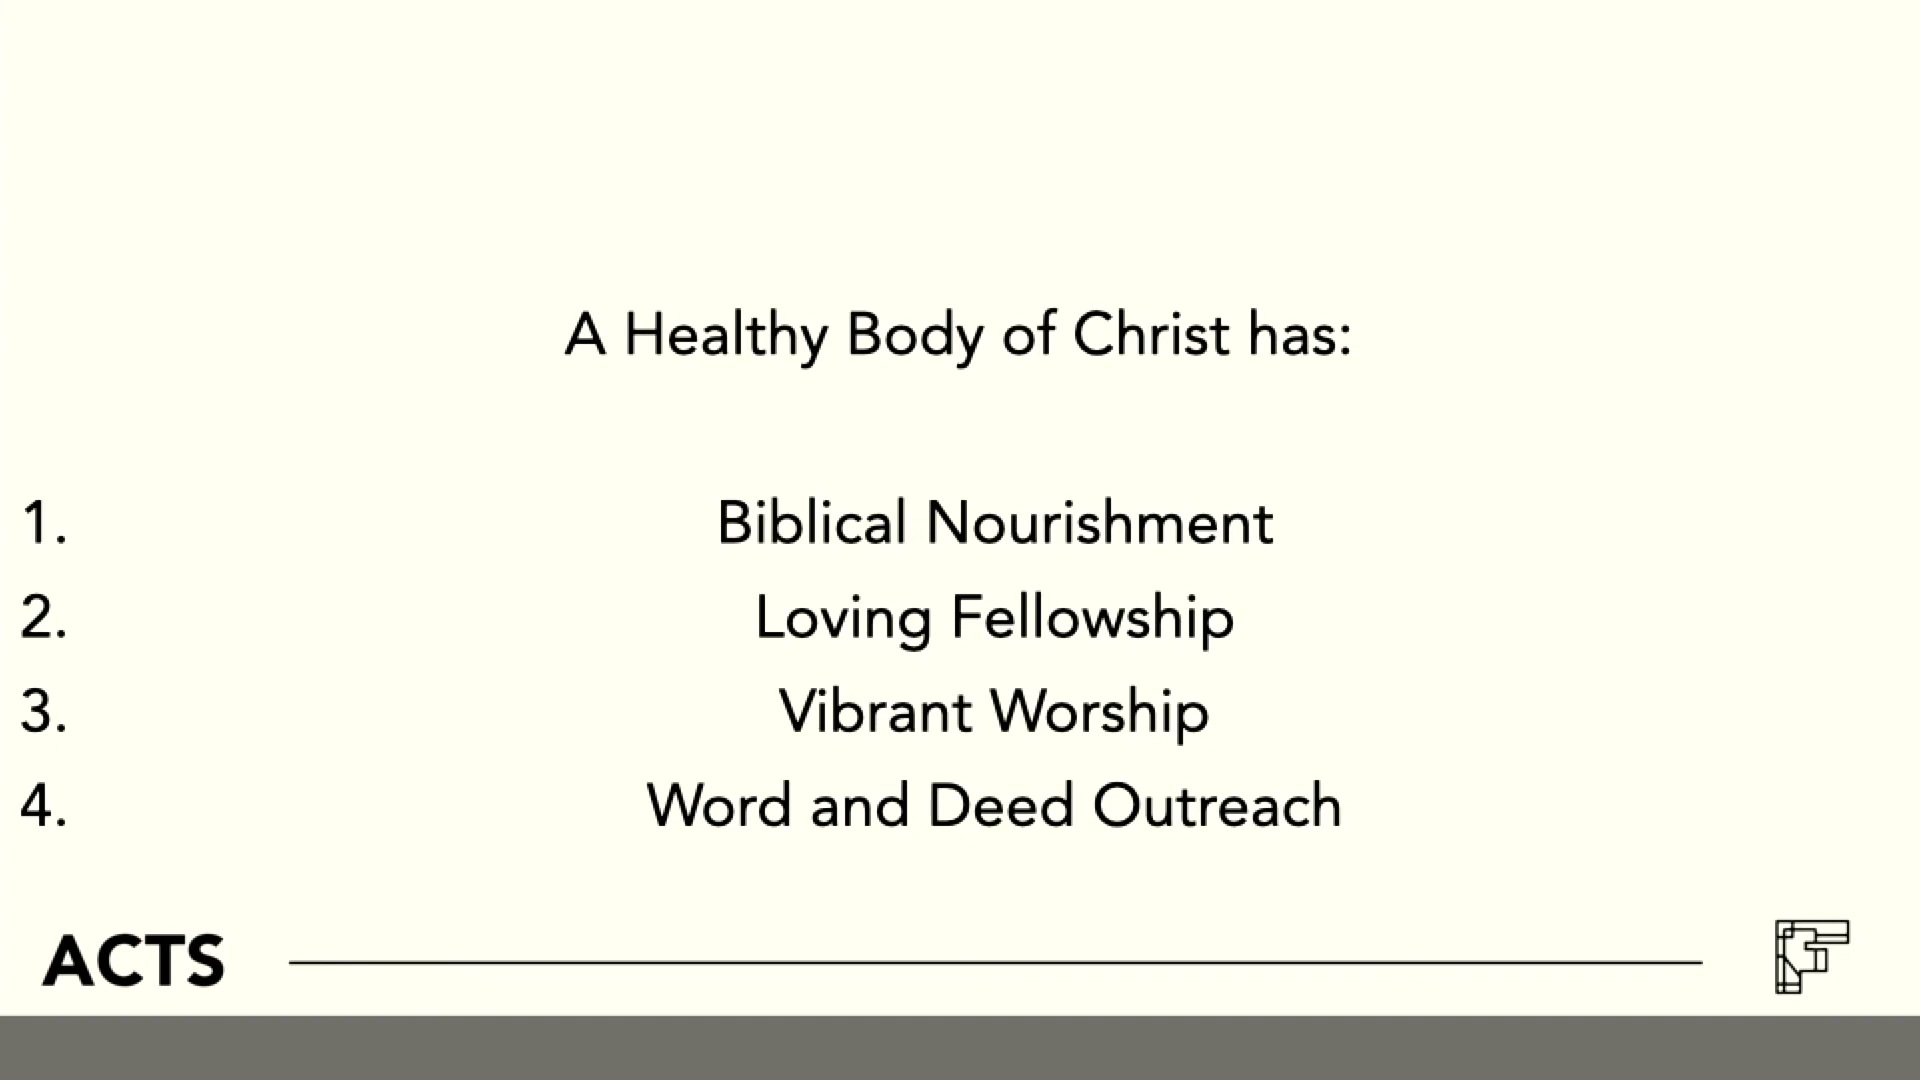 A Healthy Body of Christ has:
1. Biblical Nourishment
2. Loving Fellowship
3. Vibrant Worship
4. Word and Deed Outreach
ACTS